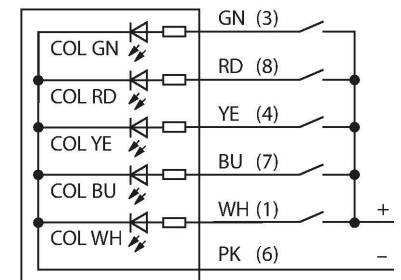 GN (3)
COL GN
RD (8)
COL RD
YE (4)
COL YE
BU (7)
COL BU
WH (1)
+
COL WH
PK (6)
–